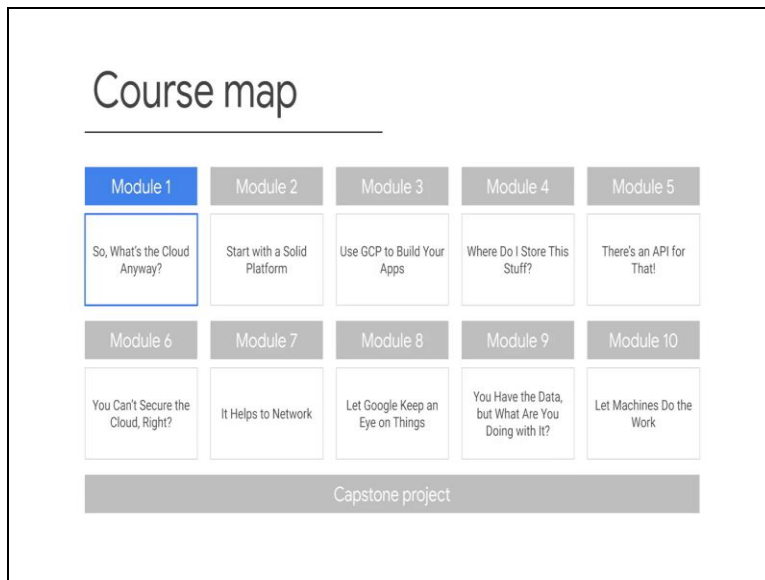 Course map
Module 1
Module 2
Module 3
Module 4
Module 5
So, What's the Cloud
Anyway?
Start with a Solid
Platform
Use GCP to Build Your
Apps
Where Do I Store This
Stuff?
There's an API for
That!
Module 6
Module 7
Module 8
Module 9
Module 10
You Can't Secure the
Cloud, Right?
It Helps to Network
Let Google Keep an
Eye on Things
You Have the Data,
but What Are You
Doing with It?
Let Machines Do the
Work
Capstone project